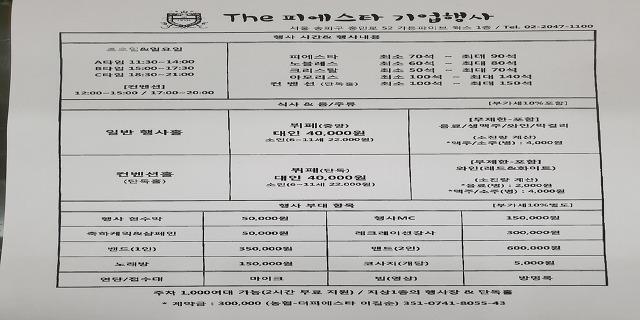 The 피에스타 기업행사
서울 송파구 충민로 52 가든파이브 웍스 1층 / Tel. 02-2047-1100
행사 시간& 행사내용
토요일&일요일
A타임 11:30~14:00
B타임 15:00~17:30
C타임 18:30~21:00
[컨벤션]
12:00~15:00 / 17:00~20:00
피에스타 최소 70석 ~ 최대 90석
노블레스 최소 60석 ~ 최대 80석
크리스탈 최소 50석 ~ 최대 70석
아모리스 최소 100석 ~ 최대 140석
컨벤션(단독홀) 최소 100석 ~ 최대 150석
식사 & 음/주류 [부가세10%포함]
일반 행사홀
뷔페(중앙)
대인 40,000원
소인(6~11세 22,000원)
[무제한-포함]
음료/생맥주/와인/막걸리
(소진량 계산)
*맥주/소주(병) : 4,000원
컨벤션홀
(단독홀)
뷔페(단독)
대인 40,000원
소인(6~11세 22,000원)
[무제한-포함]
와인(레드&화이트)
(소진량 계산)
*음료(병) : 2,000원
*맥주/소주(병) : 4,000원
행사 부대 항목 [부가세10%별도]
행사 현수막 50,000원 행사MC 150,000원
축하케익&샴페인 50,000원 레크레이션강사 300,000원
밴드(1인) 350,000원 밴드(2인) 600,000원
노래방 150,000원 코사지(개당) 5,000원
연단/접수대 마이크 빔(영상) 방명록
주차 1,000여대 가능(2시간 무료 지원) / 지상1층의 행사장 & 단독홀
* 계약금 : 300,000 (농협-더피에스타 이길순) 351-0741-8055-43